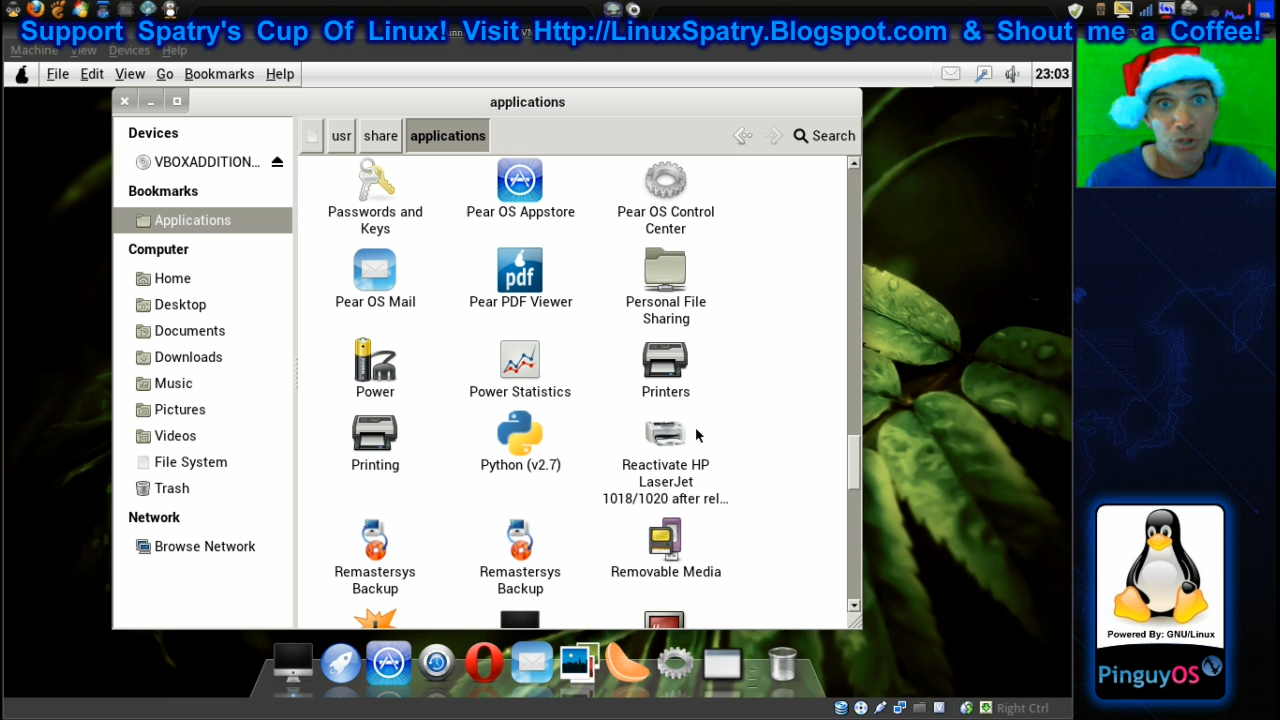 Support Spatry's Cup Of Linux! Visit Http://LinuxSpatry.Blogspot.com & Shout me a Coffee!
Machine View Devices Help
File Edit View Go Bookmarks Help
23:03
applications
usr share applications Search
Devices
VBOXADDITION...
Bookmarks
Applications
Computer
Home
Desktop
Documents
Downloads
Music
Pictures
Videos
File System
Trash
Network
Browse Network
Passwords and
Keys
Pear OS Appstore
Pear OS Control
Center
Pear OS Mail
pdf
Pear PDF Viewer
Personal File
Sharing
Power
Power Statistics
Printers
Printing
Python (v2.7)
Reactivate HP
LaserJet
1018/1020 after rel...
Remastersys
Backup
Remastersys
Backup
Removable Media
Powered By: GNU/Linux
PinguyOS
Right Ctrl